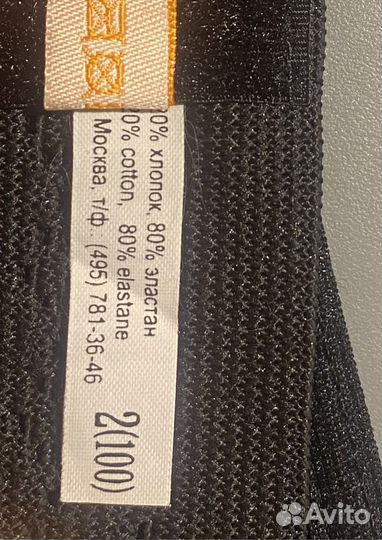 0% хлопок, 80% эластан
0% cotton, 80% elastane
Москва, т/ф.: (495) 781-36-46
2(100)
Avito